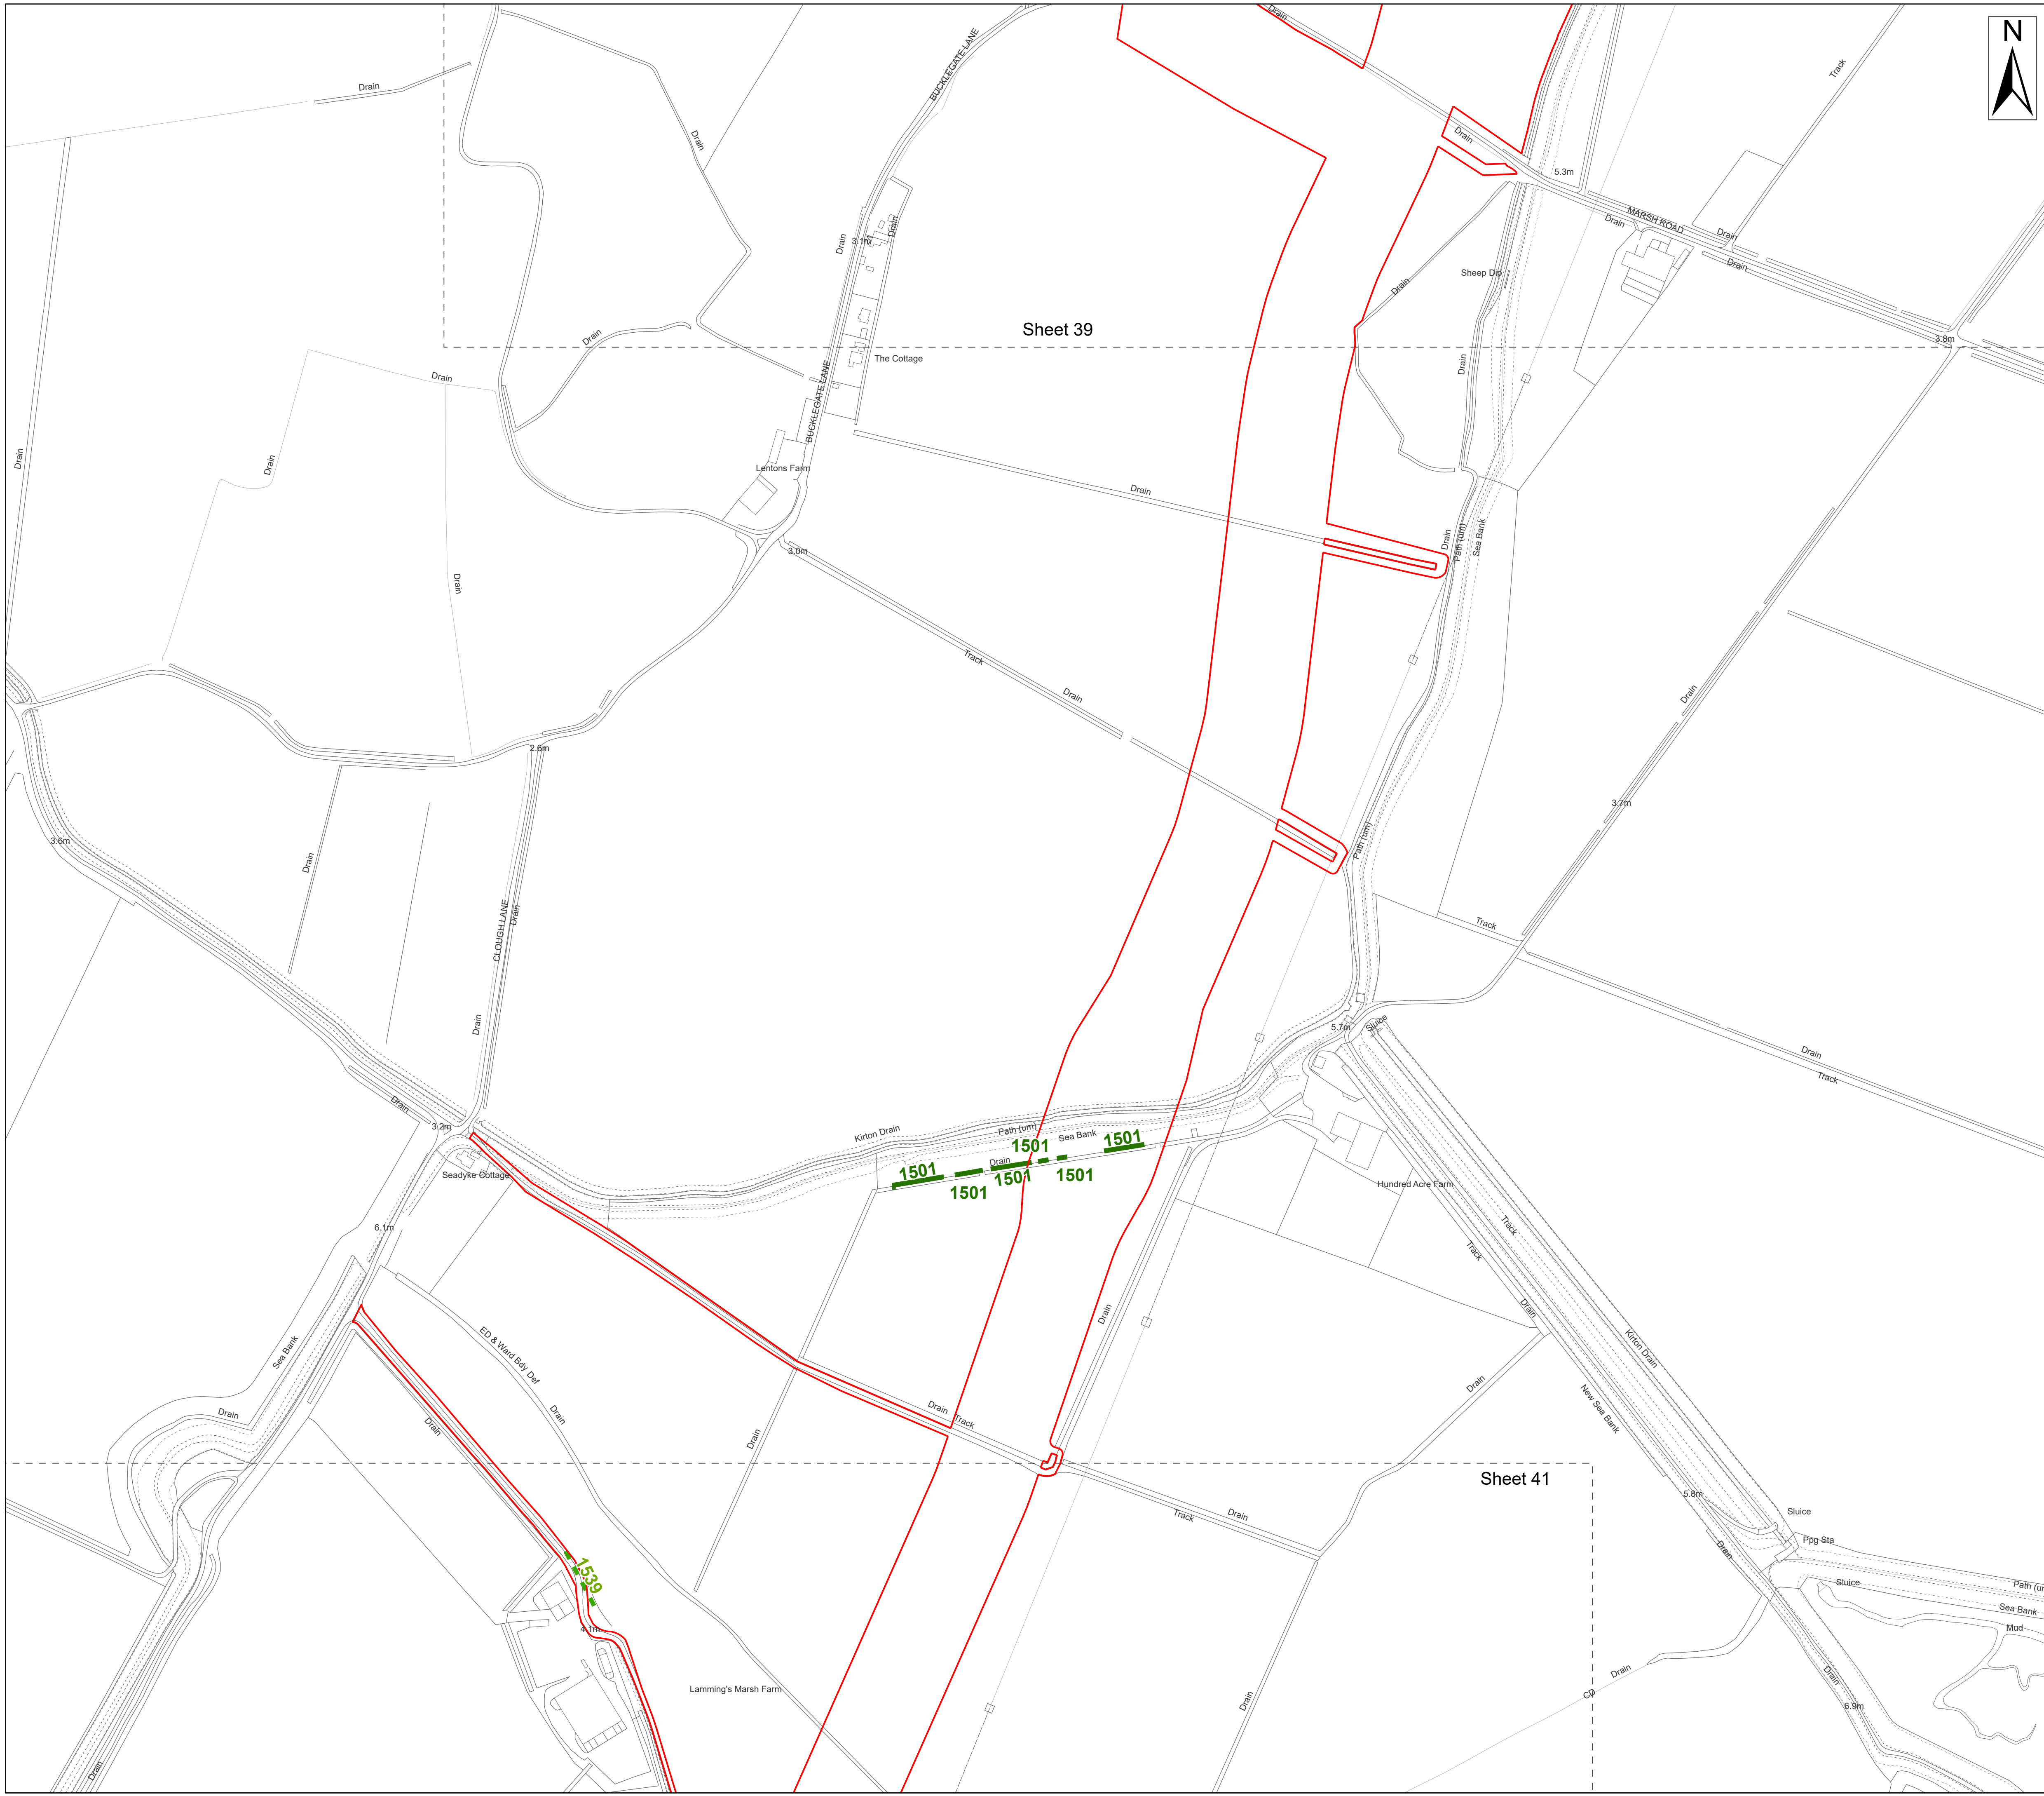 N
Drain
BUCKLEGATE LANE
Drain
Track
Drain
Drain
Drain
5.3m
MARSH ROAD
Drain
Drain
Drain
Drain
Drain
3.1m
Sheep Dip
Drain
Sheet 39
Drain
3.8m
The Cottage
Drain
Drain
BUCKLEGATE LANE
Drain
Drain
Lentons Farm
Drain
Drain
Path (um)
Sea Bank
3.0m
Drain
Track
Drain
Drain
2.6m
3.7m
3.6m
Drain
Path (um)
CLOUGH LANE
Drain
Track
Drain
5.7m
Sluice
Drain
Track
Drain
3.2m
Kirton Drain
Path (um)
Sea Bank
1501
1501
1501
Drain
1501
1501
1501
Seadyke Cottage
Hundred Acre Farm
6.1m
Track
Track
Sea Bank
ED & Ward Bdy Def
Drain
Drain
Kirton Drain
Drain
New Sea Bank
Drain
Drain
Drain
Drain
Track
Drain
Sheet 41
5.8m
Drain
Track
Sluice
Ppg Sta
Drain
1539
Sluice
Path (um)
Sea Bank
Mud
4.1m
Drain
Drain
Lamming's Marsh Farm
CD
Drain
6.9m
Drain